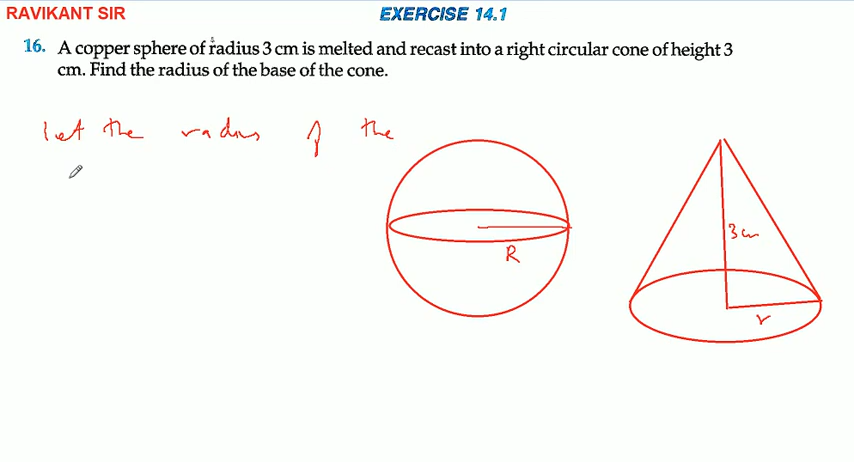 RAVIKANT SIR
EXERCISE 14.1
16. A copper sphere of radius 3 cm is melted and recast into a right circular cone of height 3
cm. Find the radius of the base of the cone.
let the radius of the
R
3 cm
r